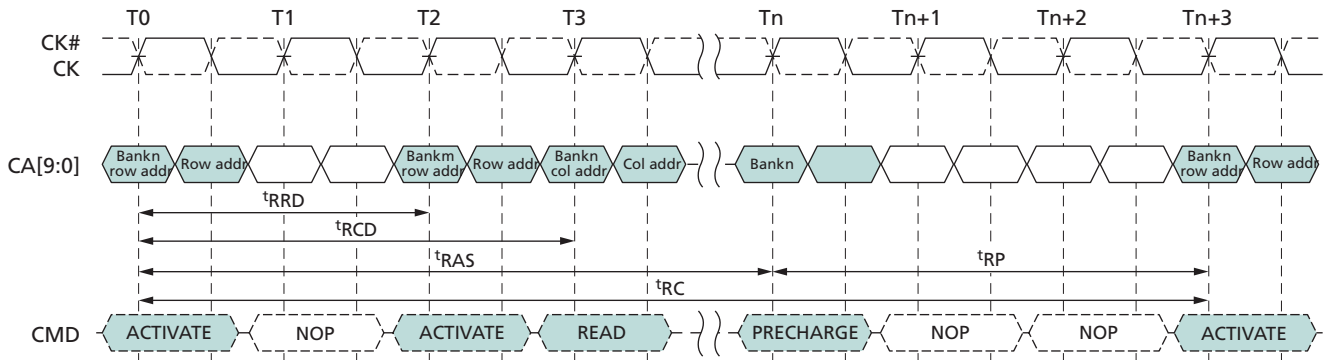 T0 T1 T2 T3 Tn Tn+1 Tn+2 Tn+3
CK#
CK
CA[9:0]
Bankn row addr
Row addr
Bankm row addr
Row addr
Bankn col addr
Col addr
Bankn
Bankn row addr
Row addr
tRRD
tRCD
tRAS tRP
tRC
CMD ACTIVATE NOP ACTIVATE READ PRECHARGE NOP NOP ACTIVATE